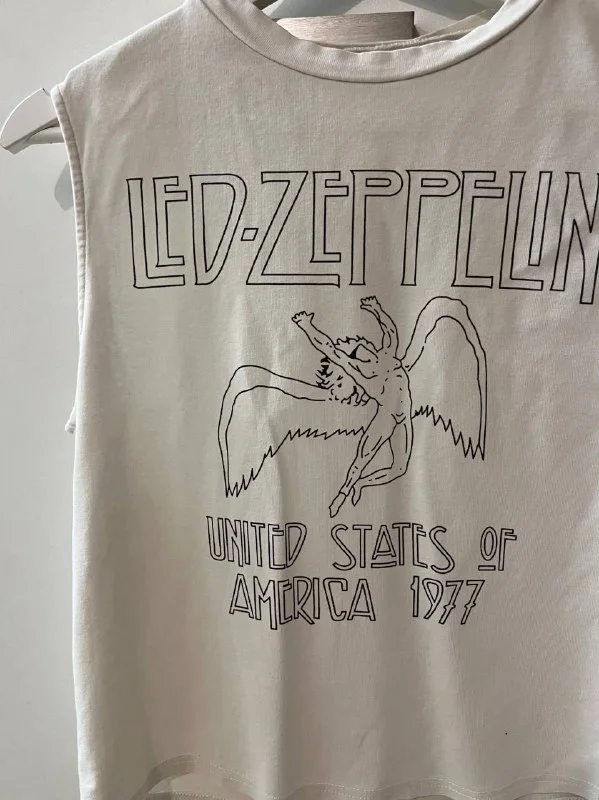 LED-ZEPPELIN
UNITED STATES OF
AMERICA 1977